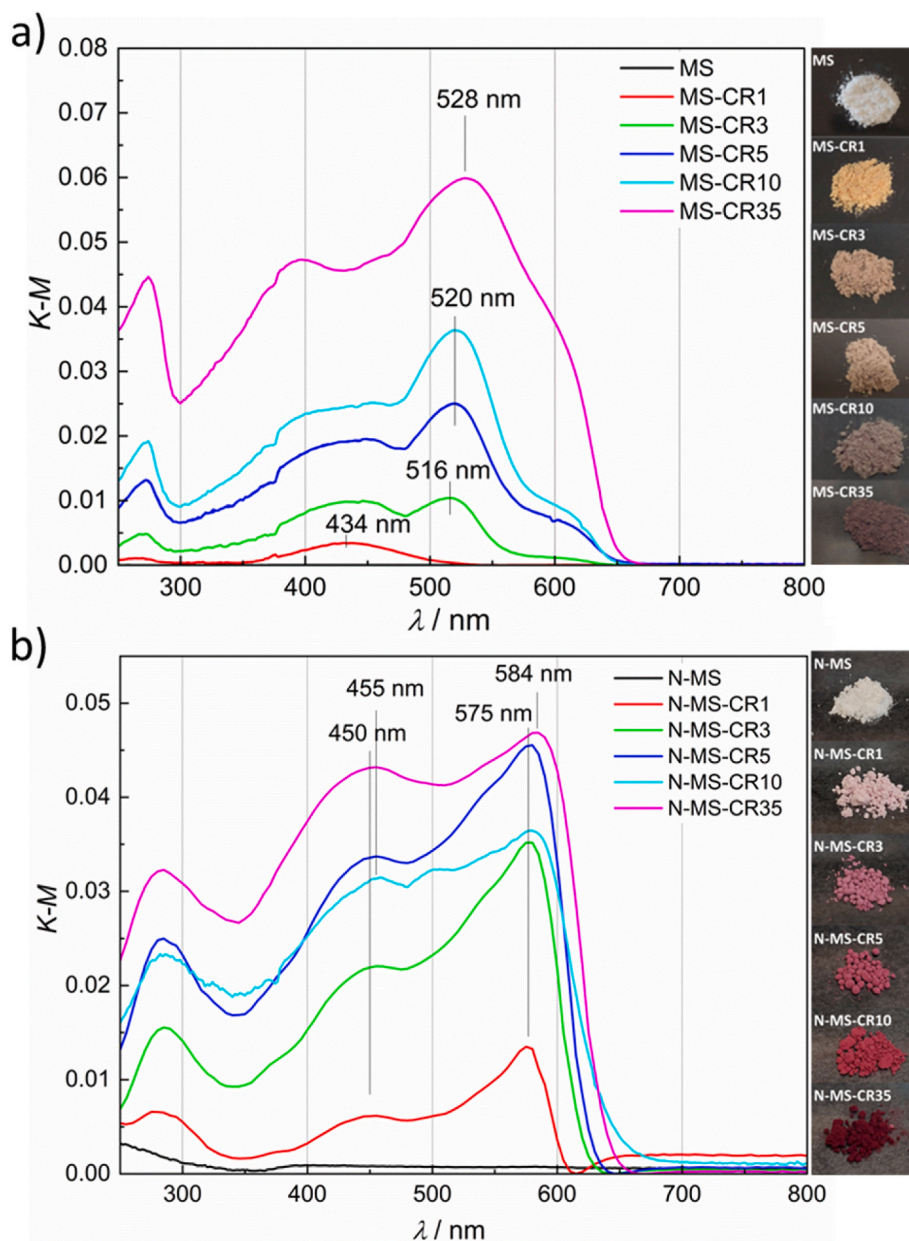 a)
0.08
0.07
0.06
0.05
0.04
0.03
0.02
0.01
0.00
K-M
528 nm
520 nm
516 nm
434 nm
MS
MS-CR1
MS-CR3
MS-CR5
MS-CR10
MS-CR35
300 400 500 600 700 800
λ / nm
MS
MS-CR1
MS-CR3
MS-CR5
MS-CR10
MS-CR35
b)
0.05
0.04
0.03
0.02
0.01
0.00
K-M
455 nm
450 nm
584 nm
575 nm
N-MS
N-MS-CR1
N-MS-CR3
N-MS-CR5
N-MS-CR10
N-MS-CR35
300 400 500 600 700 800
λ / nm
N-MS
N-MS-CR1
N-MS-CR3
N-MS-CR5
N-MS-CR10
N-MS-CR35